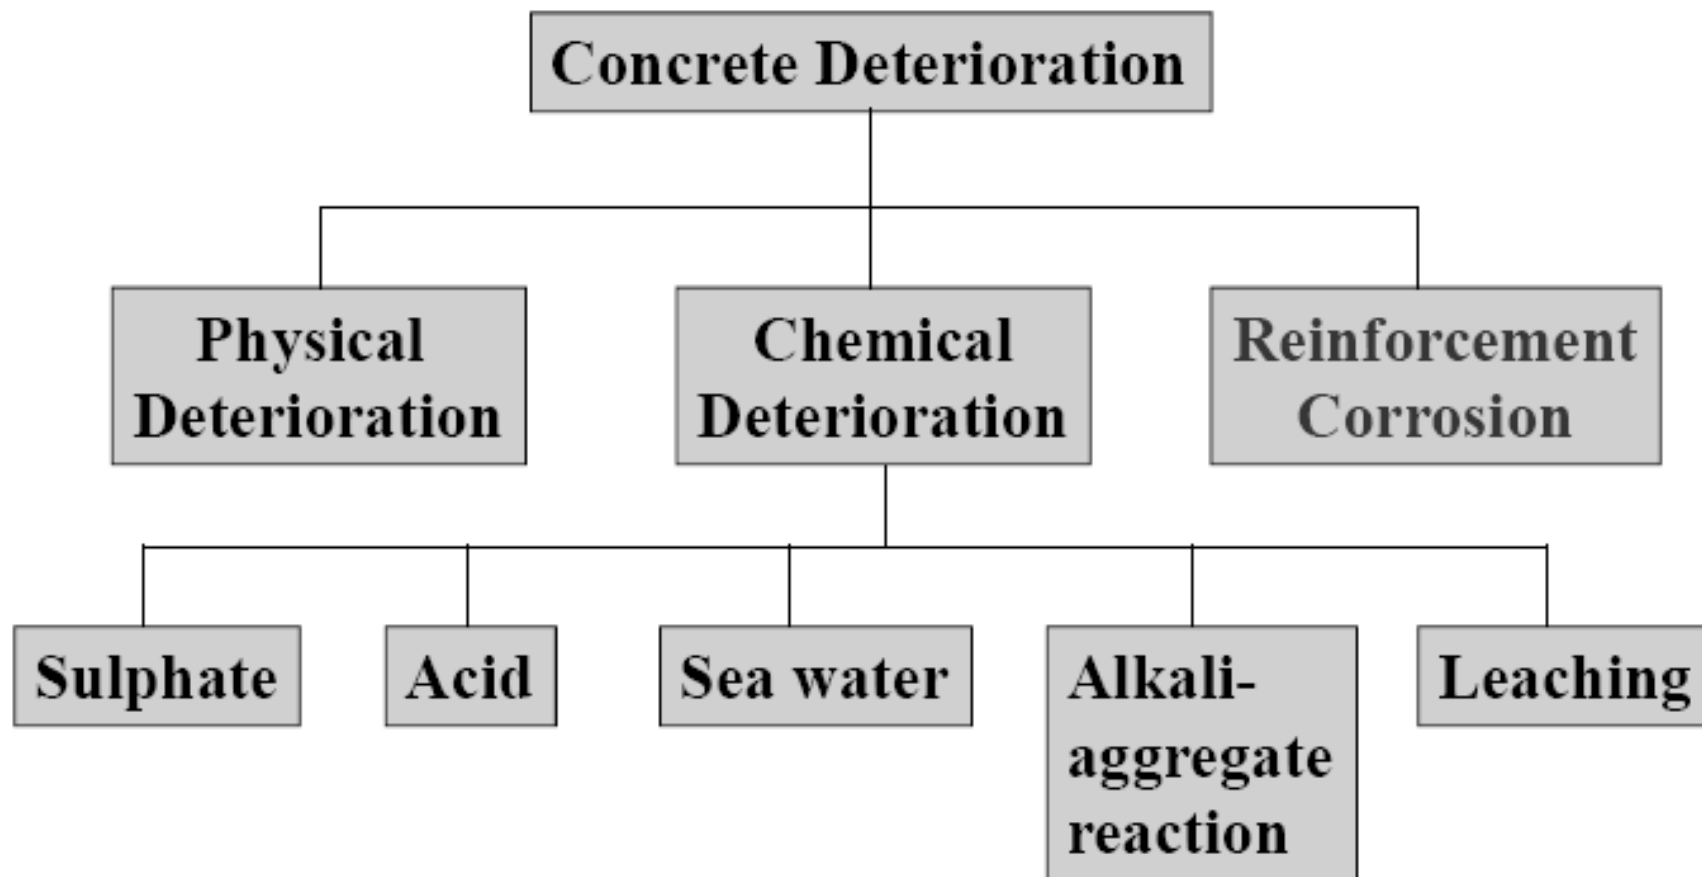 Concrete Deterioration
Physical
Deterioration
Chemical
Deterioration
Reinforcement
Corrosion
Sulphate
Acid
Sea water
Alkali-
aggregate
reaction
Leaching